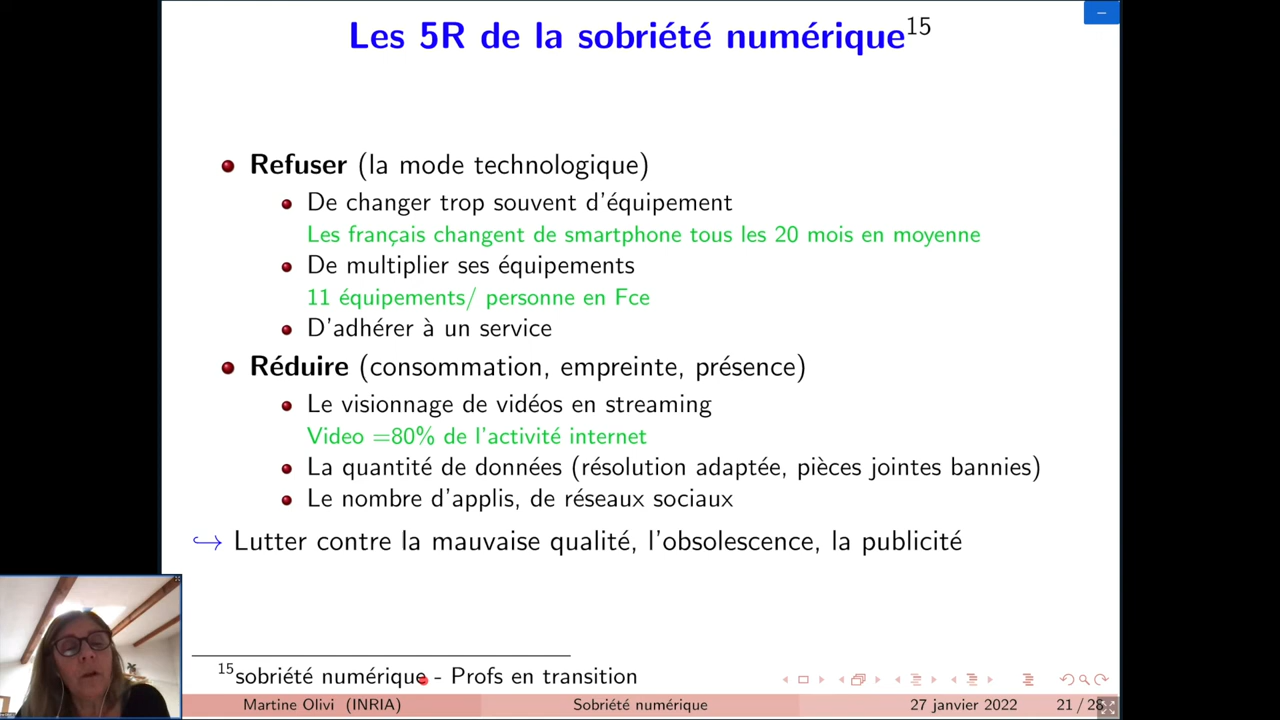 Les 5R de la sobriété numérique15
Refuser (la mode technologique)
De changer trop souvent d'équipement
Les français changent de smartphone tous les 20 mois en moyenne
De multiplier ses équipements
11 équipements/ personne en Fce
D'adhérer à un service
Réduire (consommation, empreinte, présence)
Le visionnage de vidéos en streaming
Video =80% de l'activité internet
La quantité de données (résolution adaptée, pièces jointes bannies)
Le nombre d'applis, de réseaux sociaux
↪ Lutter contre la mauvaise qualité, l'obsolescence, la publicité
15sobriété numérique - Profs en transition
Martine Olivi (INRIA) Sobriété numérique 27 janvier 2022 21 / 28